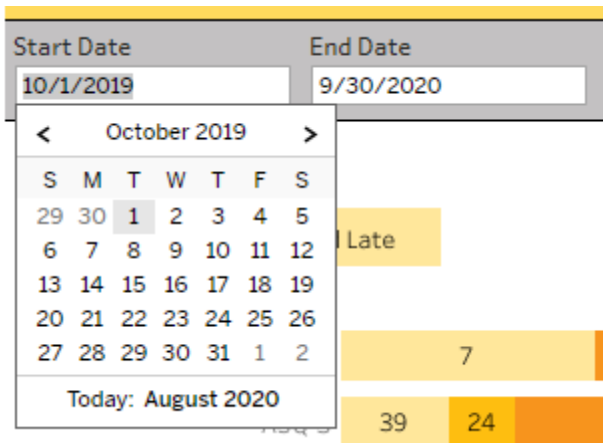 Start Date End Date
10/1/2019 9/30/2020
< October 2019 >
S M T W T F S
29 30 1 2 3 4 5
6 7 8 9 10 11 12
Late
13 14 15 16 17 18 19
20 21 22 23 24 25 26
27 28 29 30 31 1 2
7
Today: August 2020
39 24